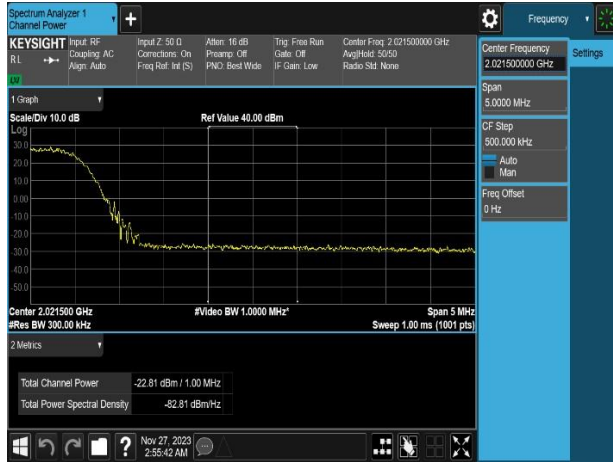 Spectrum Analyzer 1
Channel Power
+
Frequency
KEYSIGHT
RL
Input: RF
Coupling: AC
Align: Auto
Input Z: 50 Ω
Corrections: On
Freq Ref: Int (S)
Atten: 16 dB
Preamp: Off
PNO: Best Wide
Trig: Free Run
Gate: Off
IF Gain: Low
Center Freq: 2.021500000 GHz
Avg|Hold: 50/50
Radio Std: None
Center Frequency
2.021500000 GHz
Settings
Span
5.0000 MHz
CF Step
500.000 kHz
Auto
Man
Freq Offset
0 Hz
1 Graph
Scale/Div 10.0 dB
Ref Value 40.00 dBm
Log
30.0
20.0
10.0
0.00
-10.0
-20.0
-30.0
-40.0
-50.0
Center 2.021500 GHz
#Video BW 1.0000 MHz*
Span 5 MHz
#Res BW 300.00 kHz
Sweep 1.00 ms (1001 pts)
2 Metrics
Total Channel Power
-22.81 dBm / 1.00 MHz
Total Power Spectral Density
-82.81 dBm/Hz
?
Nov 27, 2023
2:55:42 AM